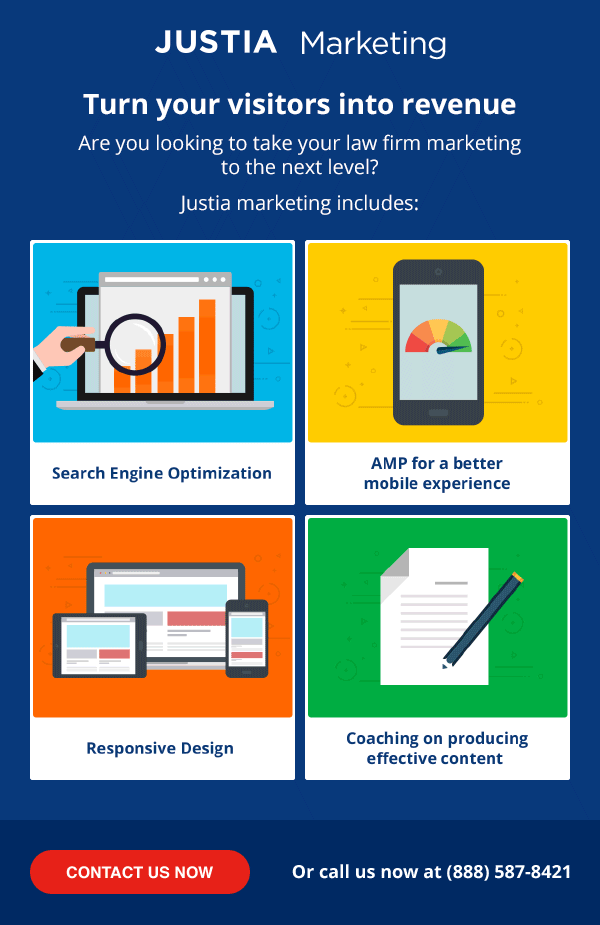 JUSTIA Marketing
Turn your visitors into revenue
Are you looking to take your law firm marketing
to the next level?
Justia marketing includes:
Search Engine Optimization
AMP for a better
mobile experience
Responsive Design
Coaching on producing
effective content
CONTACT US NOW
Or call us now at (888) 587-8421